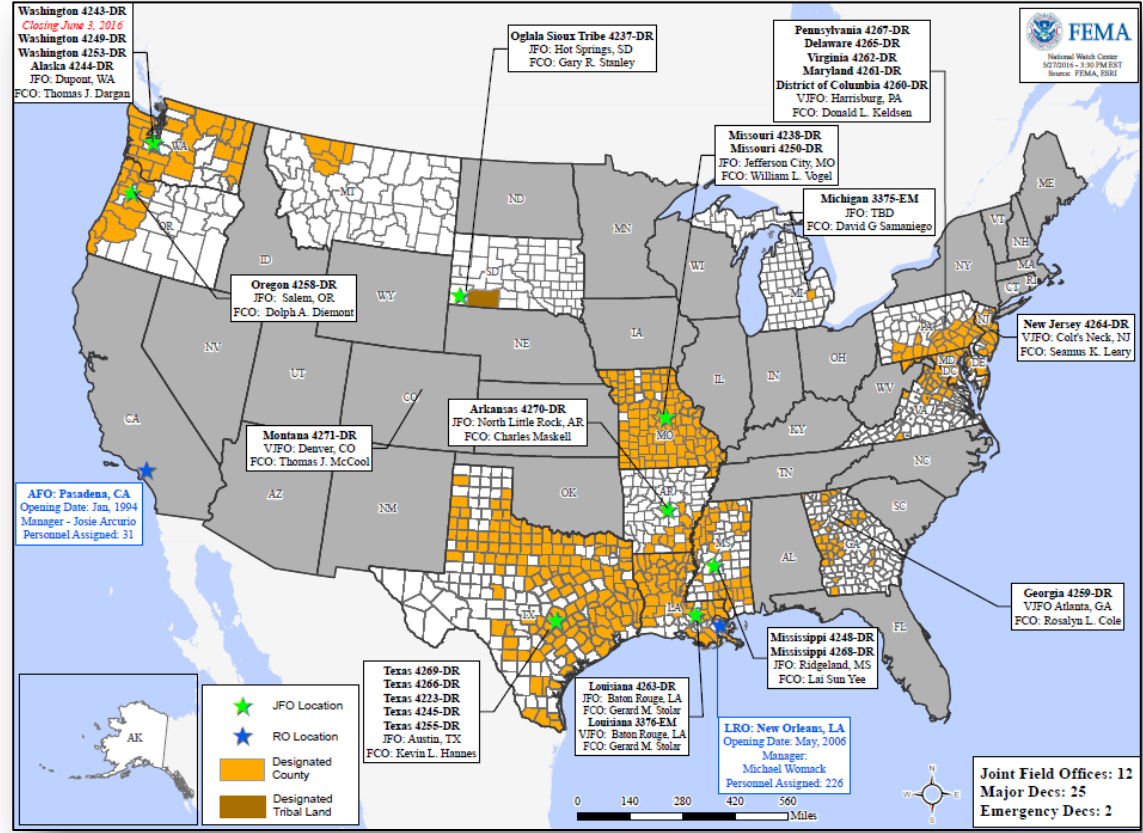 Washington 4243-DR
Closing June 3, 2016
Washington 4249-DR
Washington 4253-DR
Alaska 4244-DR
JFO: Dupont, WA
FCO: Thomas J. Dargan
Oglala Sioux Tribe 4237-DR
JFO: Hot Springs, SD
FCO: Gary R. Stanley
Pennsylvania 4267-DR
Delaware 4265-DR
Virginia 4262-DR
Maryland 4261-DR
District of Columbia 4260-DR
VJFO: Harrisburg, PA
FCO: Donald L. Keldsen
FEMA
National Watch Center
5/27/2016 - 3:30 PM EST
Source: FEMA, ESRI
Missouri 4238-DR
Missouri 4250-DR
JFO: Jefferson City, MO
FCO: William L. Vogel
Michigan 3375-EM
JFO: TBD
FCO: David G Samaniego
WA
MT
ND
MN
ME
VT
NH
OR
ID
SD
WI
MI
NY
MA
CT
RI
Oregon 4258-DR
JFO: Salem, OR
FCO: Dolph A. Diemont
WY
IA
NE
PA
NJ
New Jersey 4264-DR
VJFO: Colt's Neck, NJ
FCO: Seamus K. Leary
NV
UT
CO
IL
IN
OH
WV
MD
DC
DE
VA
CA
Arkansas 4270-DR
JFO: North Little Rock, AR
FCO: Charles Maskell
MO
KY
Montana 4271-DR
VJFO: Denver, CO
FCO: Thomas J. McCool
TN
NC
AFO: Pasadena, CA
Opening Date: Jan, 1994
Manager - Josie Arcurio
Personnel Assigned: 31
AZ
NM
OK
AR
SC
MS
AL
GA
Georgia 4259-DR
VJFO Atlanta, GA
FCO: Rosalyn L. Cole
TX
LA
FL
Mississippi 4248-DR
Mississippi 4268-DR
JFO: Ridgeland, MS
FCO: Lai Sun Yee
Texas 4269-DR
Texas 4266-DR
Texas 4223-DR
Texas 4245-DR
Texas 4255-DR
JFO: Austin, TX
FCO: Kevin L. Hannes
Louisiana 4263-DR
JFO: Baton Rouge, LA
FCO: Gerard M. Stolar
Louisiana 3376-EM
VJFO: Baton Rouge, LA
FCO: Gerard M. Stolar
LRO: New Orleans, LA
Opening Date: May, 2006
Manager:
Michael Womack
Personnel Assigned: 226
AK
JFO Location
RO Location
Designated
County
Designated
Tribal Land
0 140 280 420 560
Miles
N
W E
S
Joint Field Offices: 12
Major Decs: 25
Emergency Decs: 2